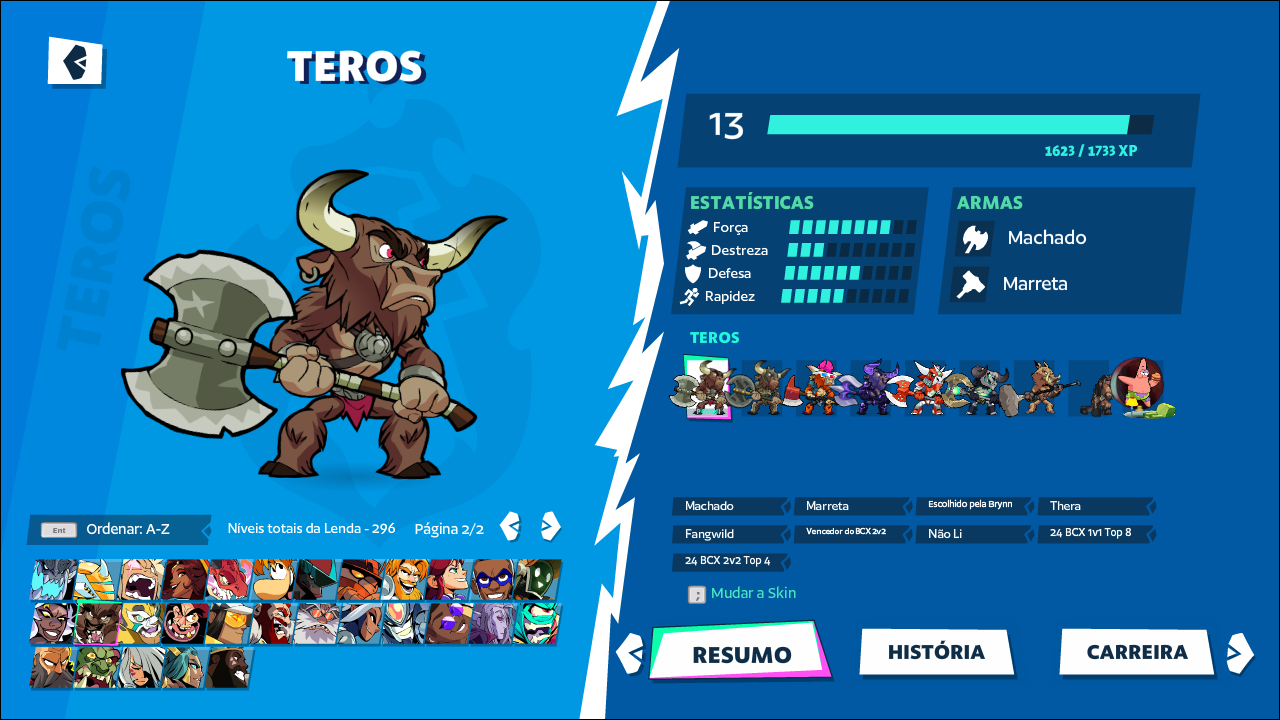 TEROS
TEROS
13
1623 / 1733 XP
ESTATÍSTICAS
Força
Destreza
Defesa
Rapidez
ARMAS
Machado
Marreta
TEROS
Machado
Marreta
Escolhido pela Brynn
Thera
Fangwild
Vencedor do BCX 2v2
Não Li
24 BCX 1v1 Top 8
24 BCX 2v2 Top 4
; Mudar a Skin
Ent Ordenar: A-Z
Níveis totais da Lenda - 296
Página 2/2
RESUMO
HISTÓRIA
CARREIRA